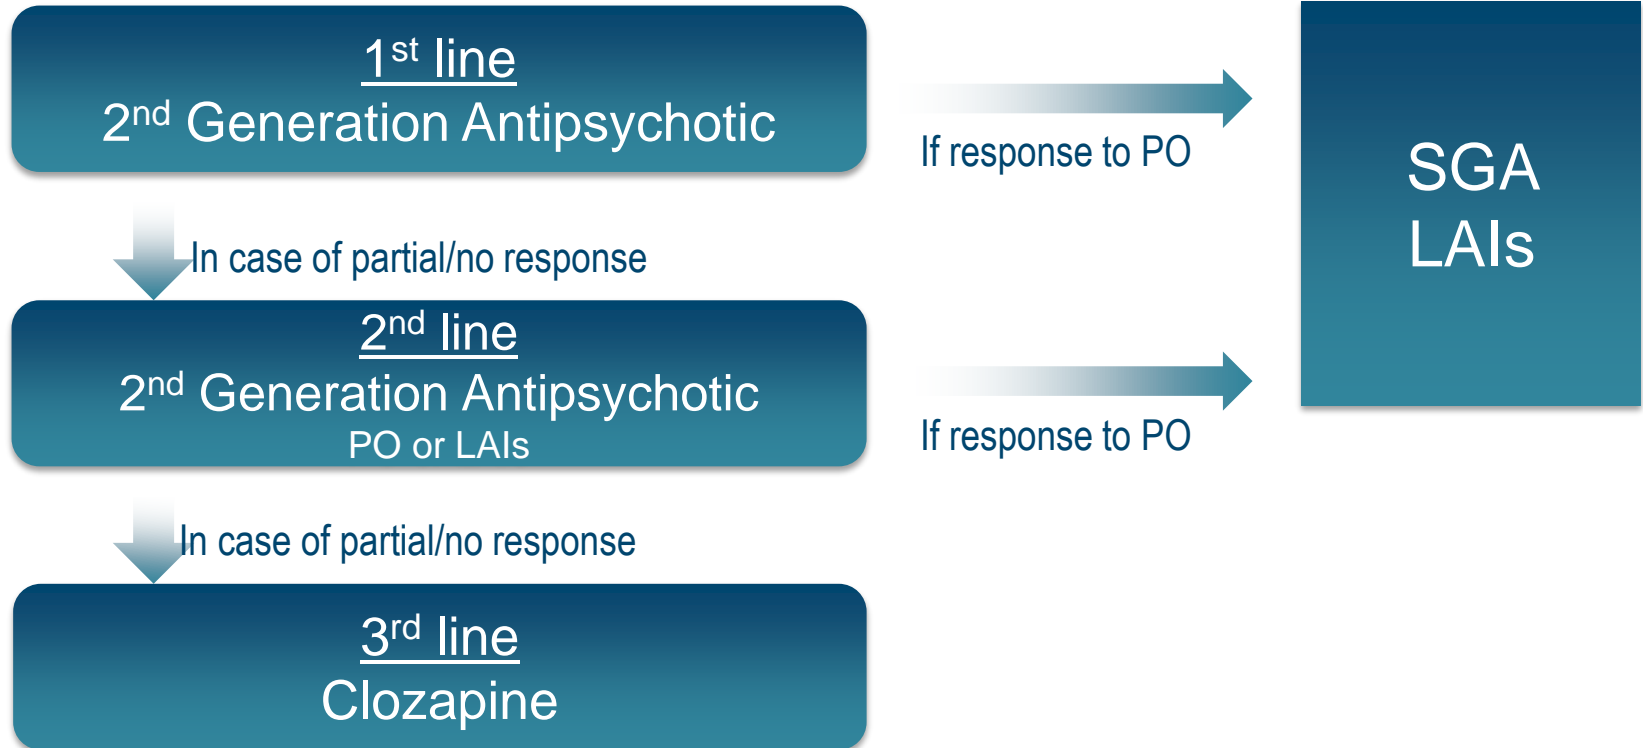 1st line
2nd Generation Antipsychotic
If response to PO
SGA
LAIs
In case of partial/no response
2nd line
2nd Generation Antipsychotic
PO or LAIs
If response to PO
In case of partial/no response
3rd line
Clozapine